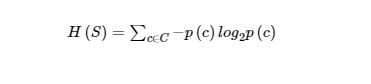 H (S) = ∑c∈C −p (c) log2p (c)